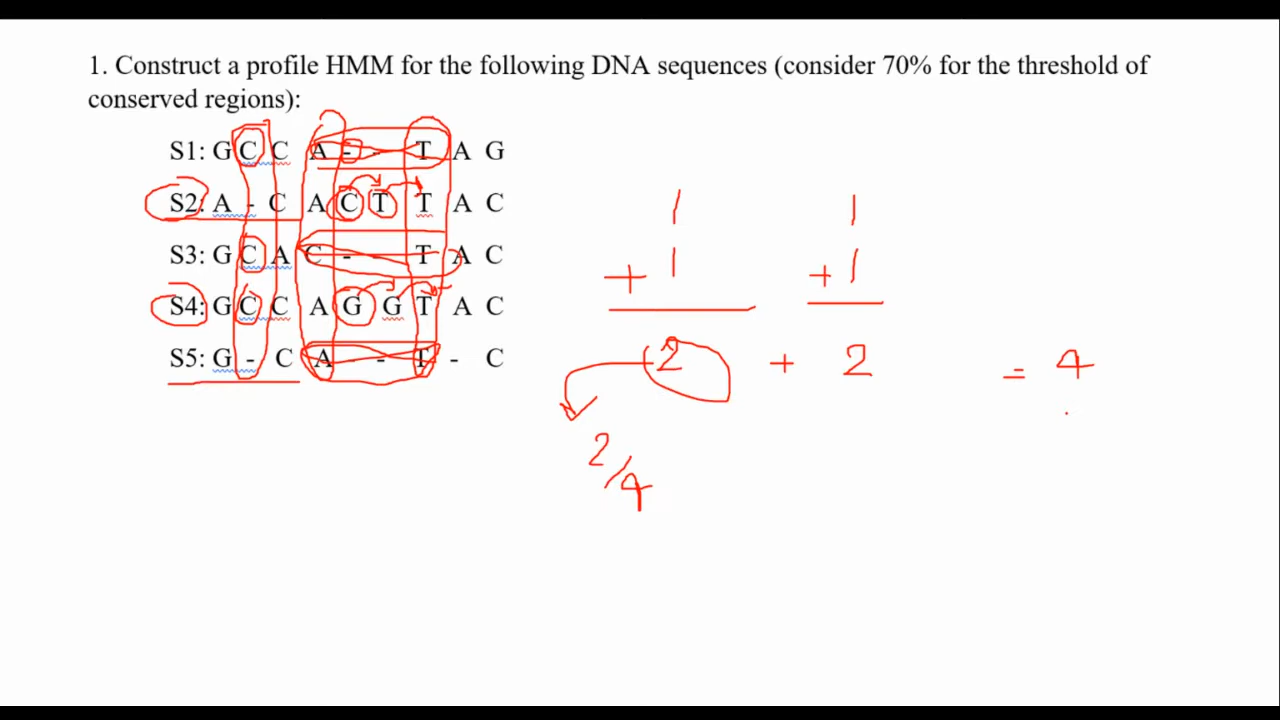 1. Construct a profile HMM for the following DNA sequences (consider 70% for the threshold of
conserved regions):
S1: G C C A - - T A G
S2: A - C A C T T A C
S3: G C A C - T A C
S4: G C C A G G T A C
S5: G - C A - - T - C
1 1
+ 1 + 1
2 + 2 = 4
2/4